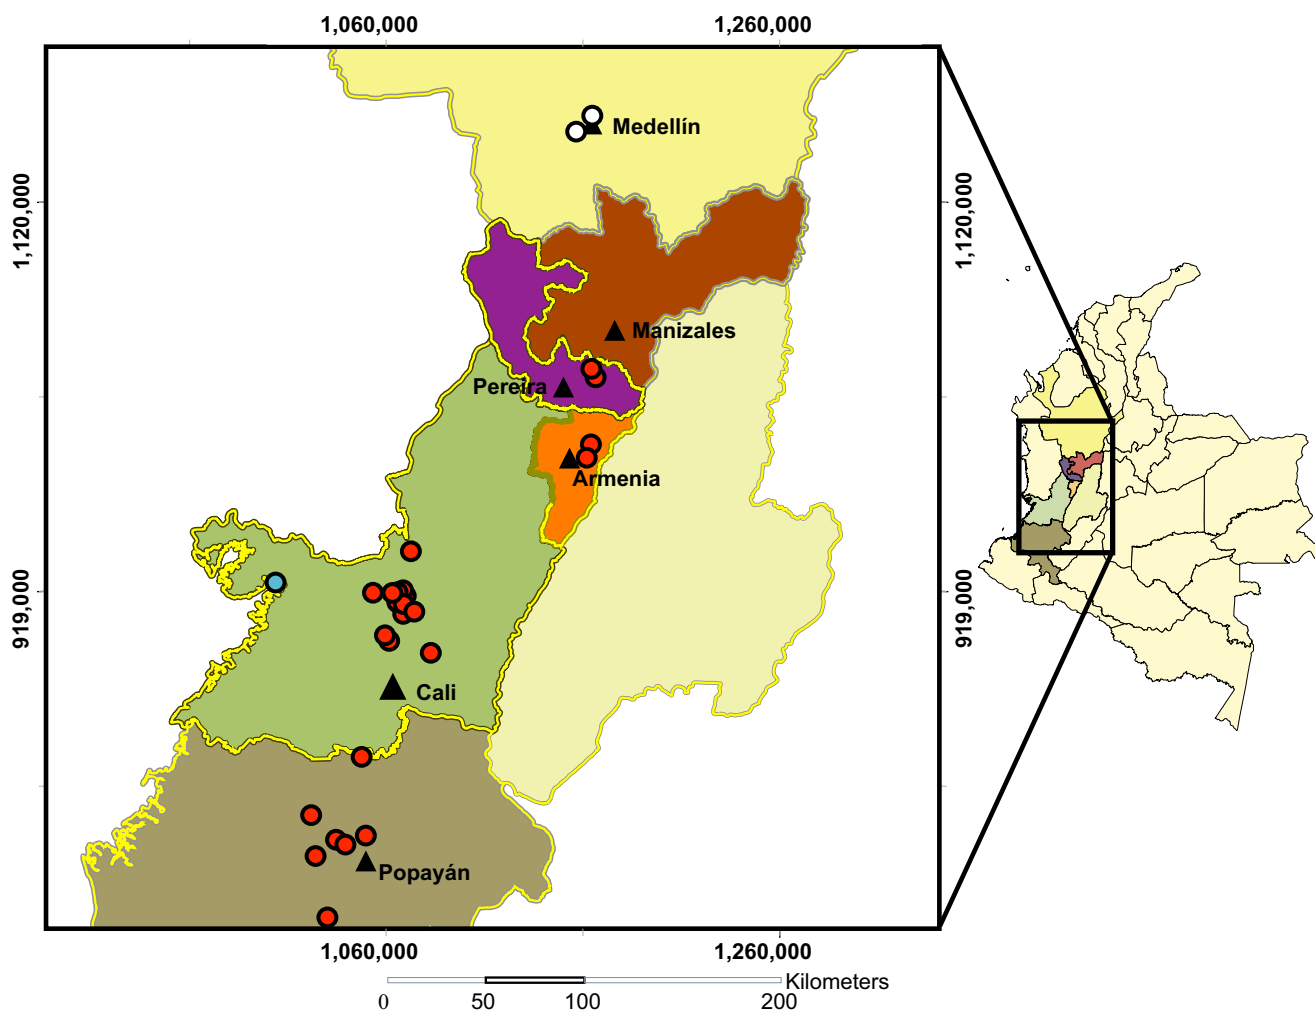 1,060,000 1,260,000
Medellín
1,120,000 1,120,000
Manizales
Pereira
Armenia
919,000 919,000
Cali
Popayán
1,060,000 1,260,000
Kilometers
0 50 100 200